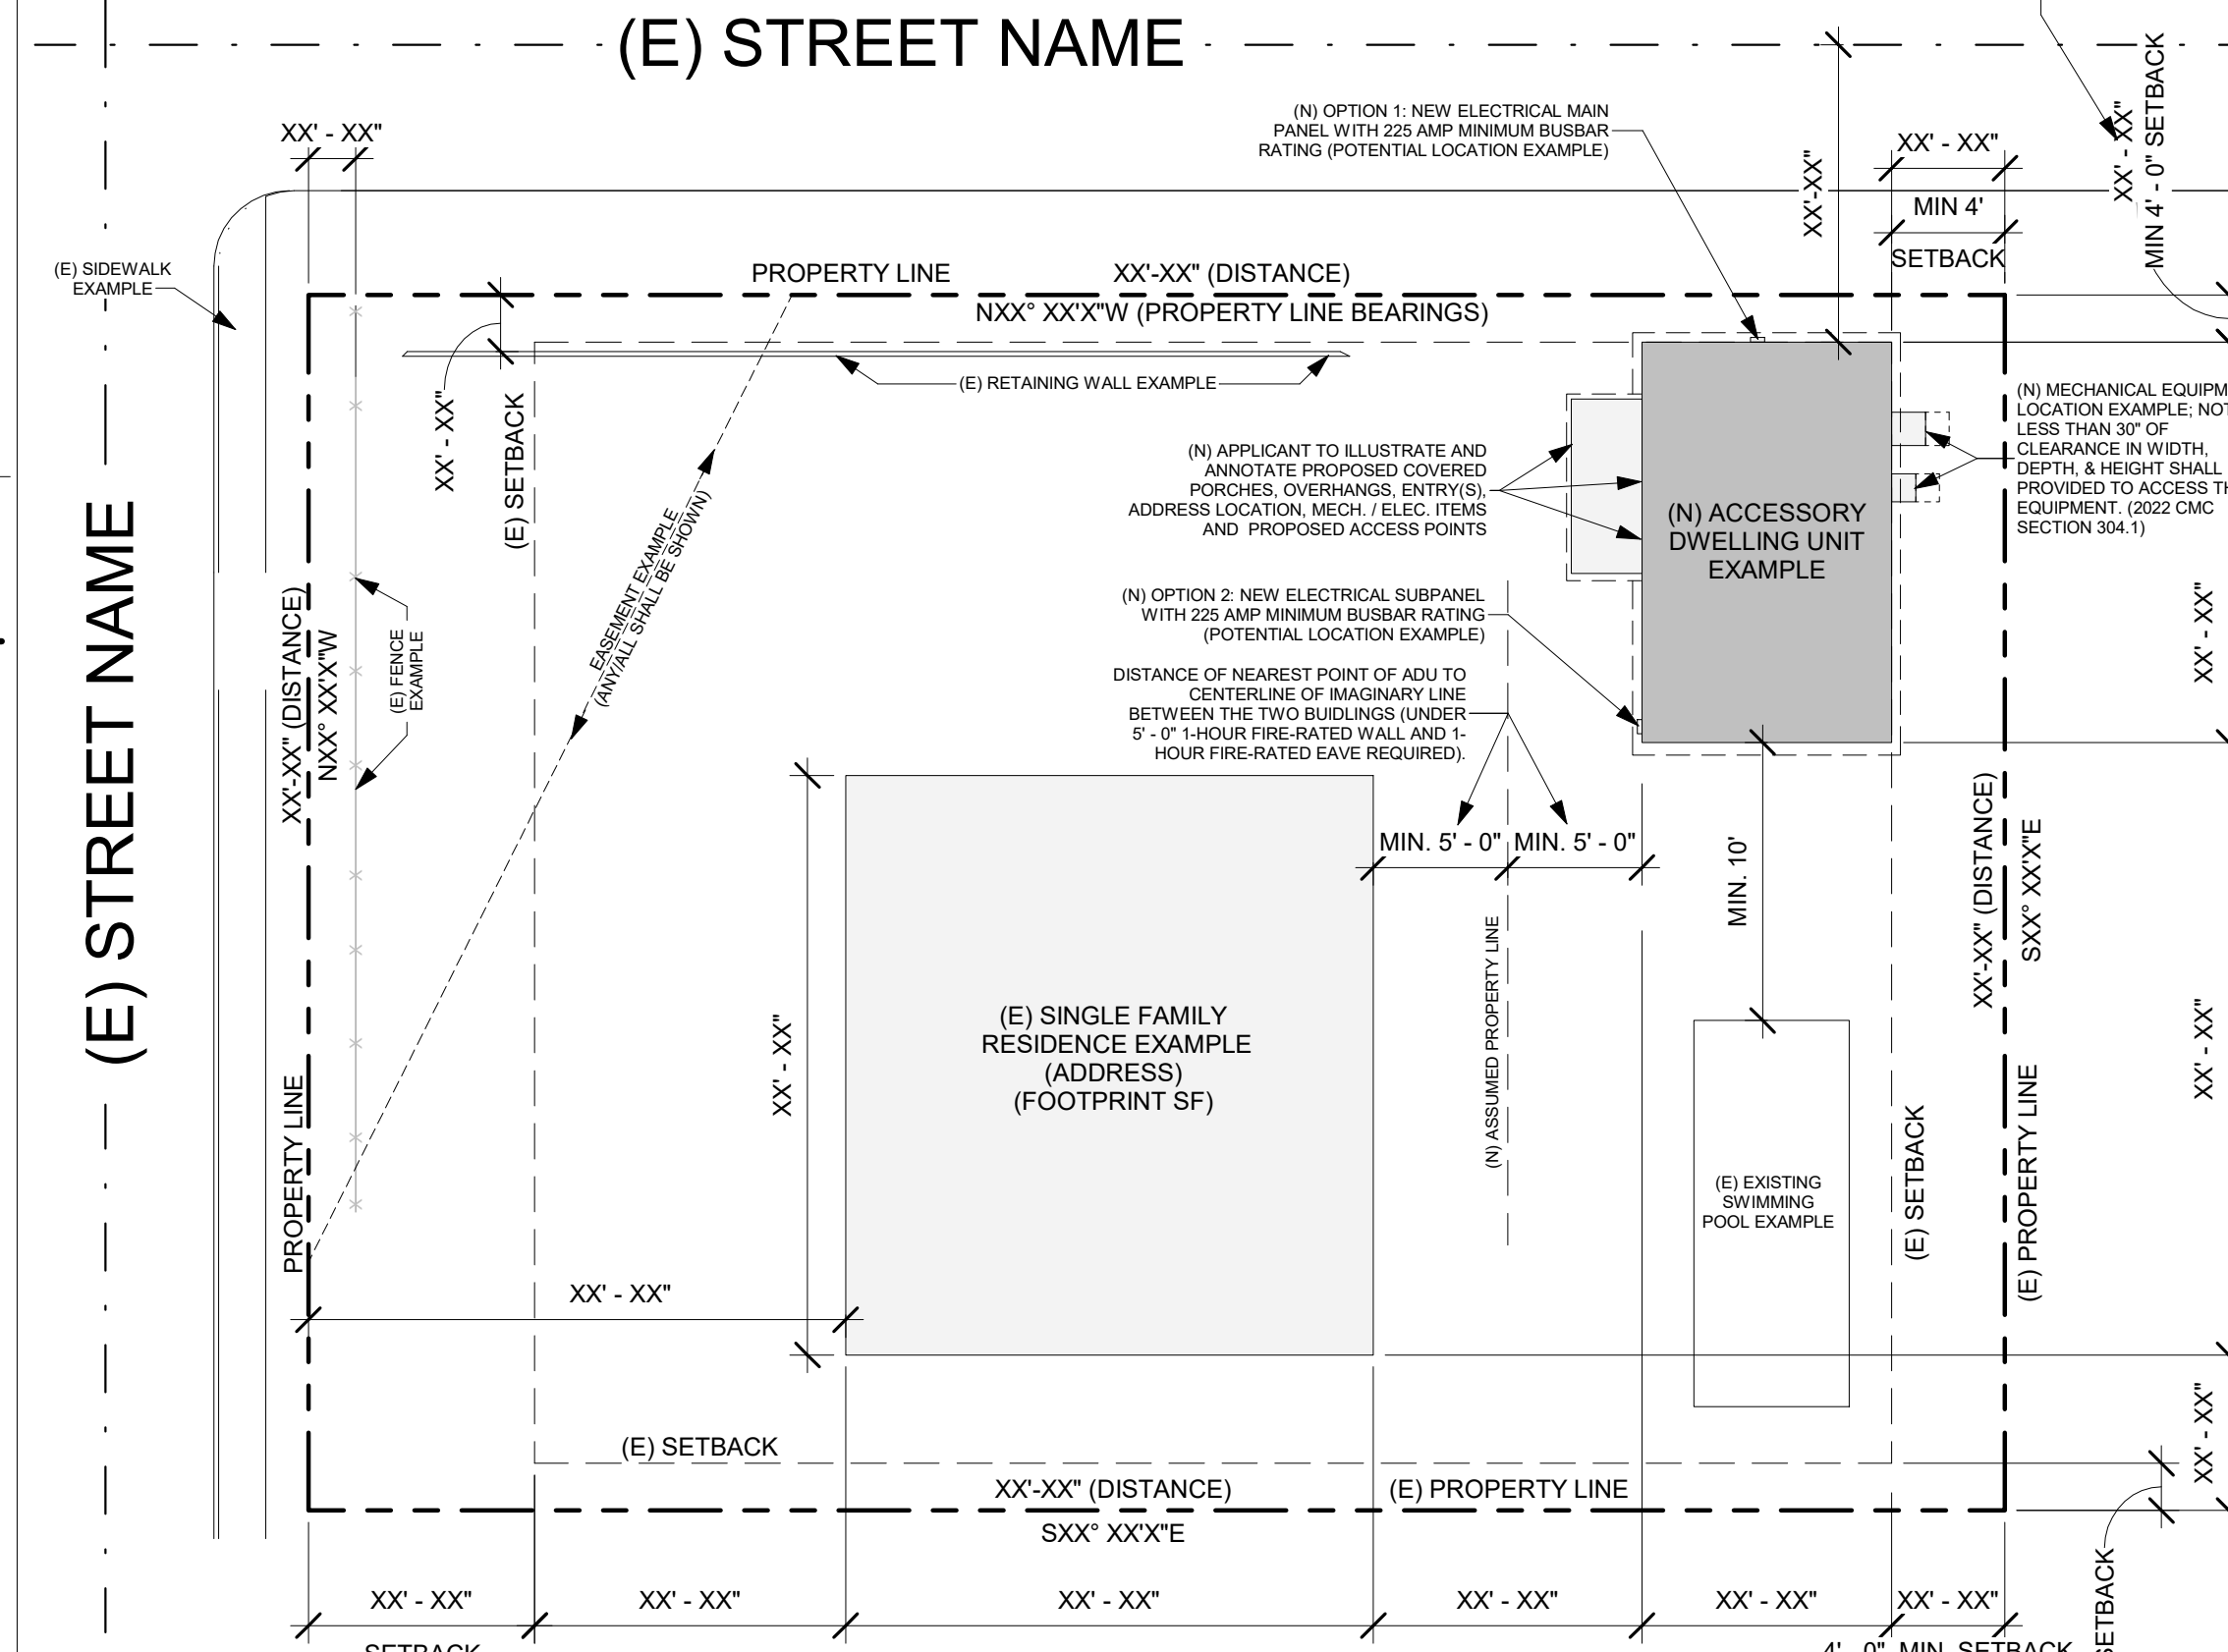 (E) STREET NAME
(N) OPTION 1: NEW ELECTRICAL MAIN
PANEL WITH 225 AMP MINIMUM BUSBAR
RATING (POTENTIAL LOCATION EXAMPLE)
XX' - XX"
XX'-XX"
XX' - XX"
MIN 4'
SETBACK
XX' - XX"
MIN 4' - 0" SETBACK
(E) SIDEWALK
EXAMPLE
PROPERTY LINE
XX'-XX" (DISTANCE)
NXX° XX'X"W (PROPERTY LINE BEARINGS)
(E) RETAINING WALL EXAMPLE
XX' - XX"
(E) SETBACK
(N) MECHANICAL EQUIPM
LOCATION EXAMPLE; NOT
LESS THAN 30" OF
CLEARANCE IN WIDTH,
DEPTH, & HEIGHT SHALL
PROVIDED TO ACCESS TH
EQUIPMENT. (2022 CMC
SECTION 304.1)
(N) APPLICANT TO ILLUSTRATE AND
ANNOTATE PROPOSED COVERED
PORCHES, OVERHANGS, ENTRY(S),
ADDRESS LOCATION, MECH. / ELEC. ITEMS
AND PROPOSED ACCESS POINTS
(N) ACCESSORY
DWELLING UNIT
EXAMPLE
EASEMENT EXAMPLE
(ANY/ALL SHALL BE SHOWN)
(E) STREET NAME
XX'-XX" (DISTANCE)
NXX° XX'X"W
(E) FENCE
EXAMPLE
(N) OPTION 2: NEW ELECTRICAL SUBPANEL
WITH 225 AMP MINIMUM BUSBAR RATING
(POTENTIAL LOCATION EXAMPLE)
XX' - XX"
DISTANCE OF NEAREST POINT OF ADU TO
CENTERLINE OF IMAGINARY LINE
BETWEEN THE TWO BUIDLINGS (UNDER
5' - 0" 1-HOUR FIRE-RATED WALL AND 1-
HOUR FIRE-RATED EAVE REQUIRED).
MIN. 5' - 0"
MIN. 5' - 0"
MIN. 10'
XX'-XX" (DISTANCE)
SXX° XX'X"E
(N) ASSUMED PROPERTY LINE
XX' - XX"
(E) SINGLE FAMILY
RESIDENCE EXAMPLE
(ADDRESS)
(FOOTPRINT SF)
XX' - XX"
PROPERTY LINE
(E) EXISTING
SWIMMING
POOL EXAMPLE
(E) SETBACK
(E) PROPERTY LINE
XX' - XX"
XX' - XX"
(E) SETBACK
XX'-XX" (DISTANCE)
(E) PROPERTY LINE
SXX° XX'X"E
SETBACK
XX' - XX"
XX' - XX"
XX' - XX"
XX' - XX"
XX' - XX"
XX' - XX"
SETBACK
4' - 0" MIN. SETBACK